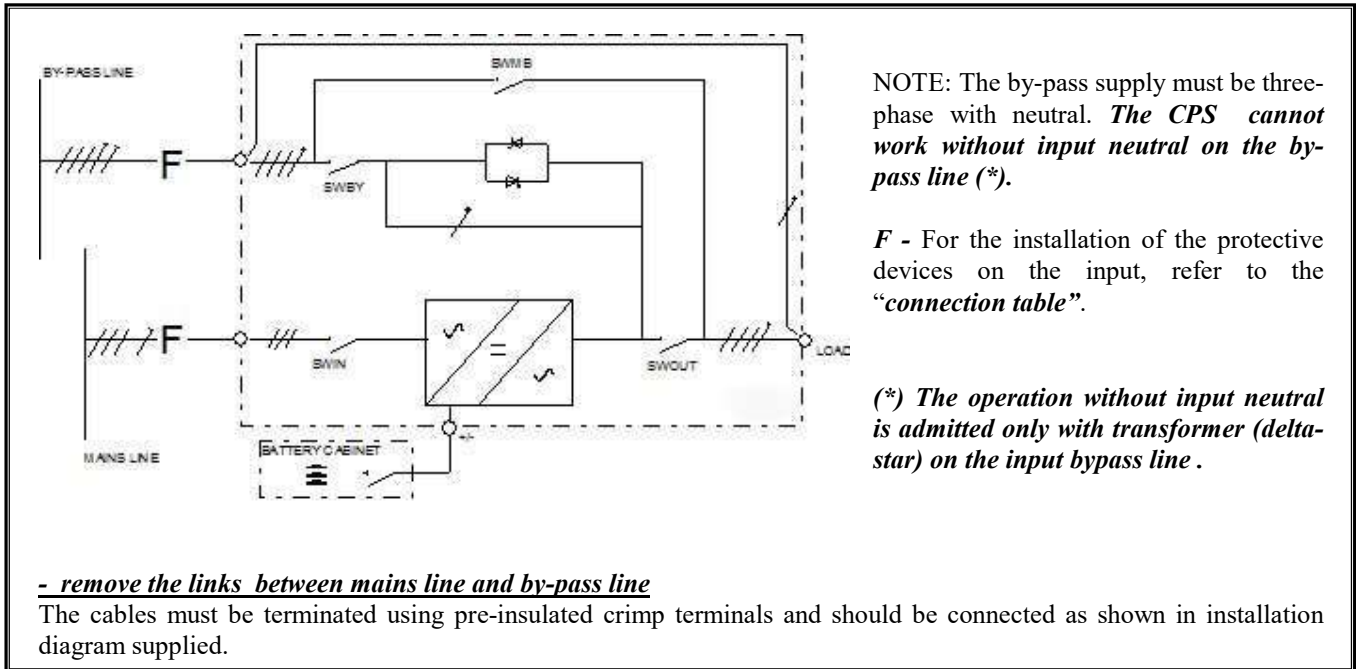 BY-PASS LINE
SWMB
F
SWBY
F
SWIN
SWOUT
LOAD
+/-
MAINS LINE
BATTERY CABINET
NOTE: The by-pass supply must be three-
phase with neutral. The CPS cannot
work without input neutral on the by-
pass line (*).
F - For the installation of the protective
devices on the input, refer to the
“connection table”.
(*) The operation without input neutral
is admitted only with transformer (delta-
star) on the input bypass line .
- remove the links between mains line and by-pass line
The cables must be terminated using pre-insulated crimp terminals and should be connected as shown in installation
diagram supplied.